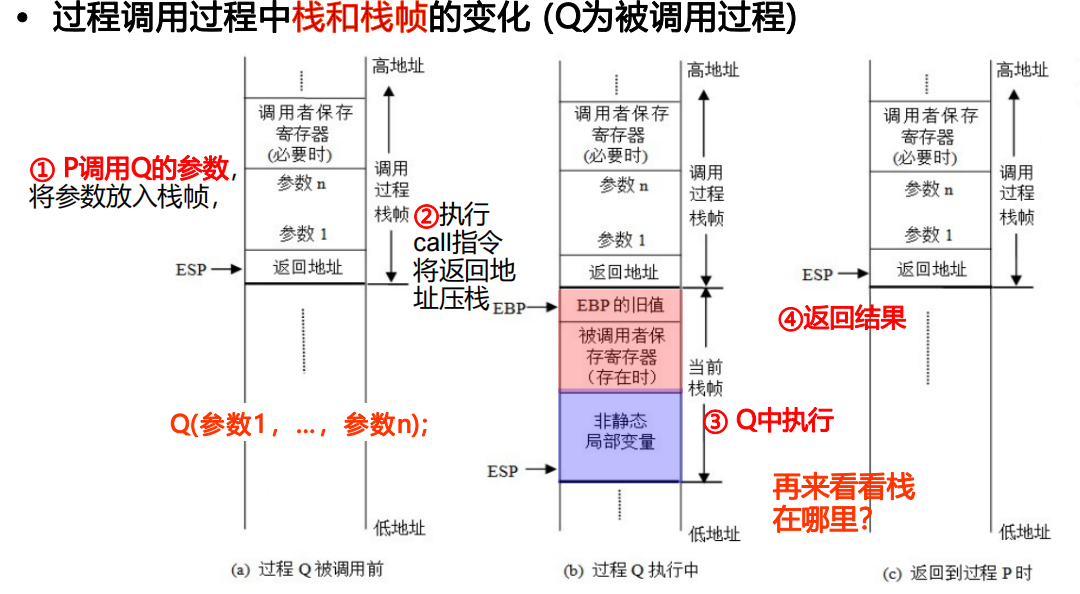 • 过程调用过程中栈和栈帧的变化 (Q为被调用过程)
① P调用Q的参数,
将参数放入栈帧,
高地址
调用者保存
寄存器
(必要时)
参数 n
参数 1
返回地址
ESP
调用
过程
栈帧
Q(参数1, ..., 参数n);
低地址
(a) 过程 Q 被调用前
②执行
call指令
将返回地
址压栈
高地址
调用者保存
寄存器
(必要时)
参数 n
参数 1
返回地址
调用
过程
栈帧
EBP
EBP 的旧值
被调用者保
存寄存器
(存在时)
当前
栈帧
非静态
局部变量
ESP
③ Q中执行
低地址
(b) 过程 Q 执行中
高地址
调用者保存
寄存器
(必要时)
参数 n
参数 1
返回地址
ESP
调用
过程
栈帧
④返回结果
再来看看栈
在哪里?
低地址
(c) 返回到过程 P 时